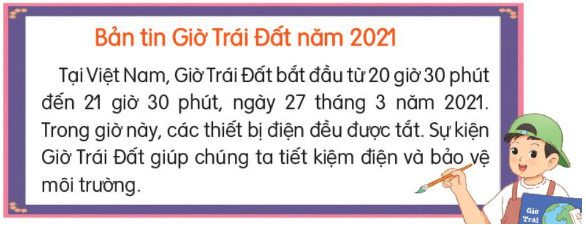 Bản tin Giờ Trái Đất năm 2021
Tại Việt Nam, Giờ Trái Đất bắt đầu từ 20 giờ 30 phút
đến 21 giờ 30 phút, ngày 27 tháng 3 năm 2021.
Trong giờ này, các thiết bị điện đều được tắt. Sự kiện
Giờ Trái Đất giúp chúng ta tiết kiệm điện và bảo vệ
môi trường.
Giờ
Trái